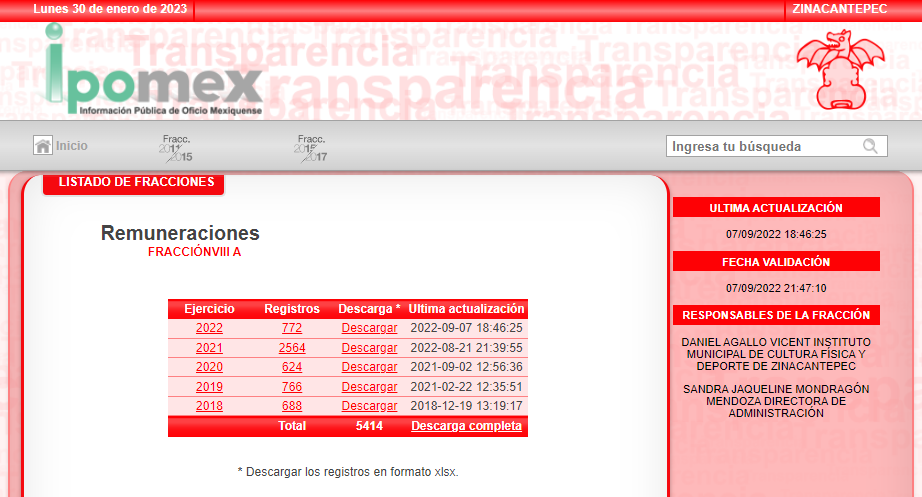 Lunes 30 de enero de 2023
ZINACANTEPEC
ipomex
Información Pública de Oficio Mexiquense
Transparencia
Inicio
Fracc.
2011
2015
Fracc.
2015
2017
Ingresa tu búsqueda
LISTADO DE FRACCIONES
Remuneraciones
FRACCIÓNVIII A
Ejercicio Registros Descarga * Ultima actualización
2022 772 Descargar 2022-09-07 18:46:25
2021 2564 Descargar 2022-08-21 21:39:55
2020 624 Descargar 2021-09-02 12:56:36
2019 766 Descargar 2021-02-22 12:35:51
2018 688 Descargar 2018-12-19 13:19:17
Total 5414 Descarga completa
* Descargar los registros en formato xlsx.
ULTIMA ACTUALIZACIÓN
07/09/2022 18:46:25
FECHA VALIDACIÓN
07/09/2022 21:47:10
RESPONSABLES DE LA FRACCIÓN
DANIEL AGALLO VICENT INSTITUTO
MUNICIPAL DE CULTURA FÍSICA Y
DEPORTE DE ZINACANTEPEC
SANDRA JAQUELINE MONDRAGÓN
MENDOZA DIRECTORA DE
ADMINISTRACIÓN